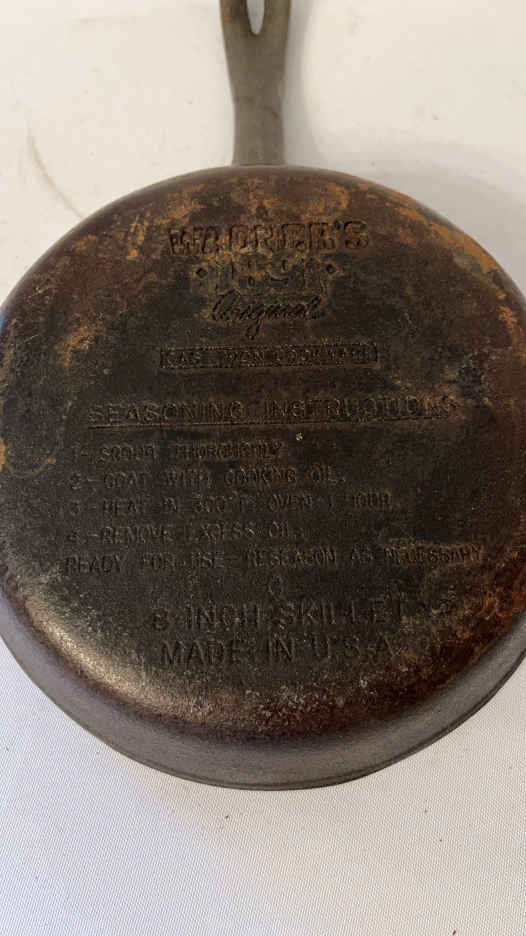 WAGNER'S
· 1891 ·
Original
CAST IRON COOKWARE
SEASONING INSTRUCTIONS
1- SCRUB THOROUGHLY
2- COAT WITH COOKING OIL.
3- HEAT IN 300°F OVEN 1 HOUR.
4- REMOVE EXCESS OIL.
READY FOR USE - RESEASON AS NECESSARY.
8 INCH SKILLET
MADE IN U.S.A.